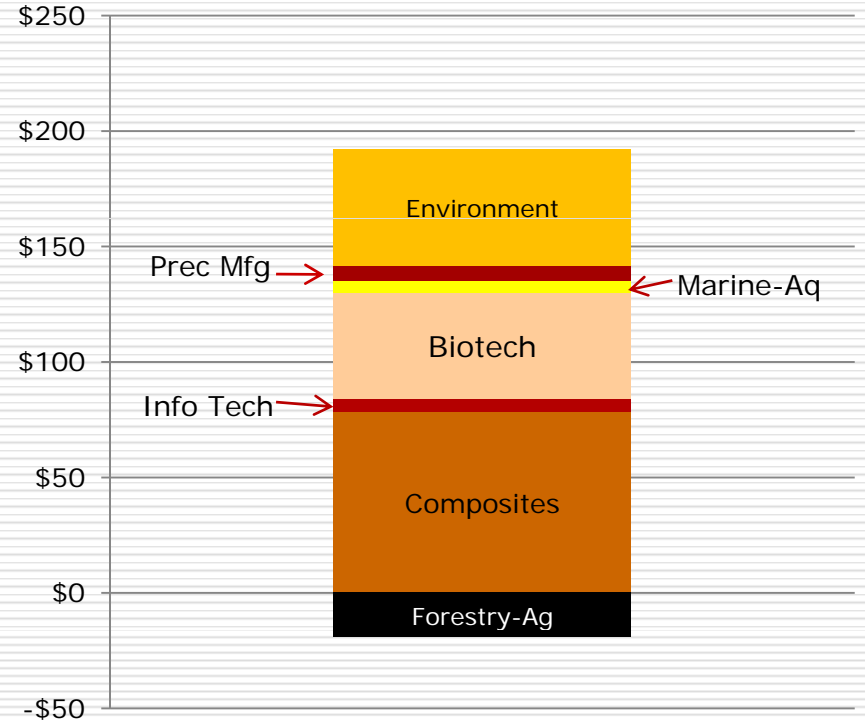 $250
$200
Environment
$150
Prec Mfg
Marine-Aq
Biotech
$100
Info Tech
$50
Composites
$0
Forestry-Ag
-$50